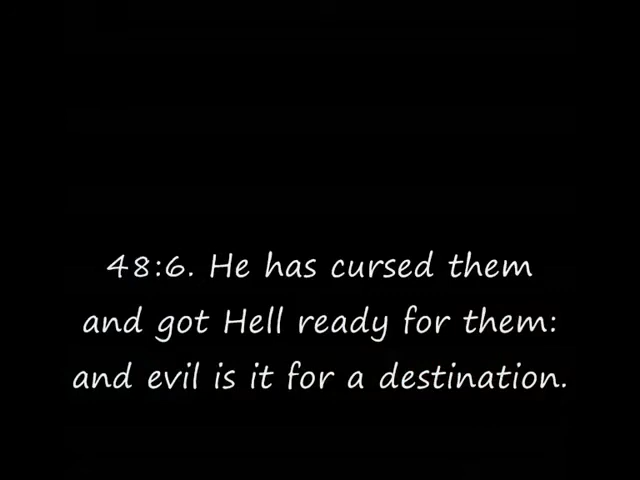 48:6. He has cursed them
and got Hell ready for them:
and evil is it for a destination.